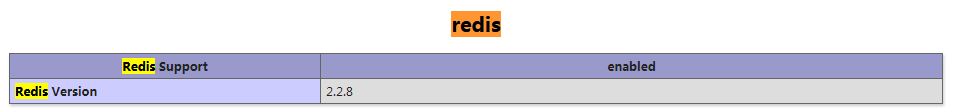 redis
Redis Support enabled
Redis Version 2.2.8